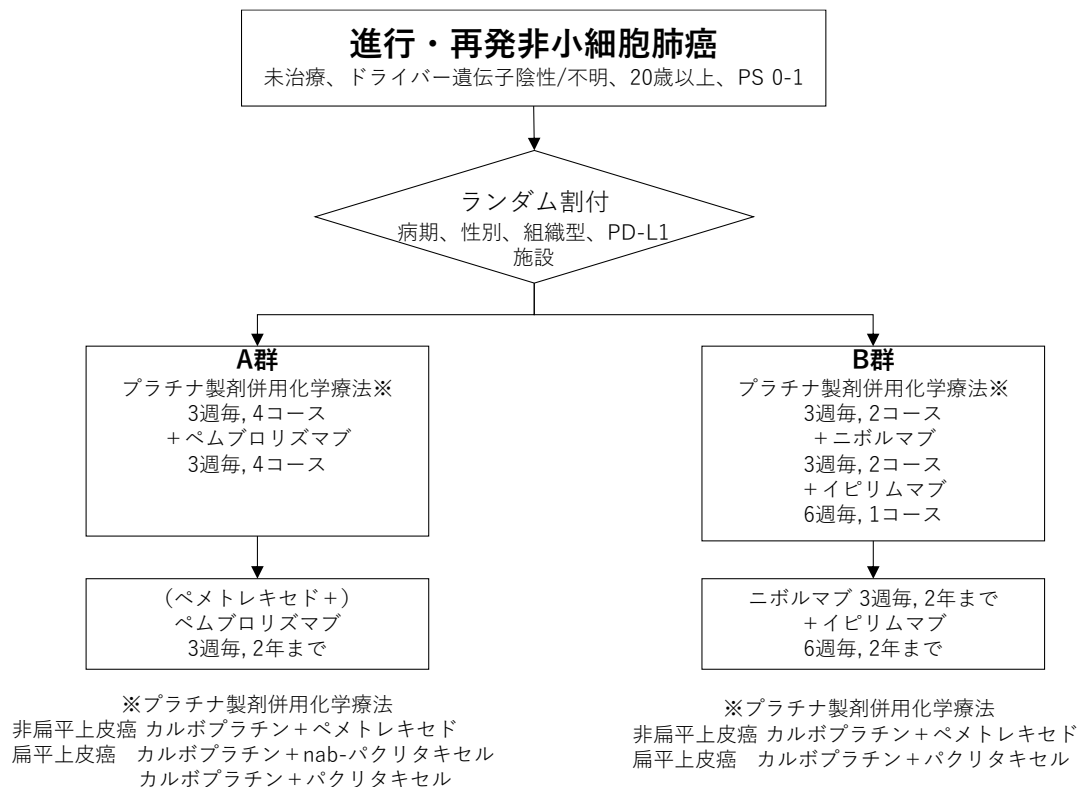 進行・再発非小細胞肺癌
未治療、ドライバー遺伝子陰性/不明、20歳以上、PS 0-1
ランダム割付
病期、性別、組織型、PD-L1
施設
A群
プラチナ製剤併用化学療法※
3週毎, 4コース
＋ペムブロリズマブ
3週毎, 4コース
B群
プラチナ製剤併用化学療法※
3週毎, 2コース
＋ニボルマブ
3週毎, 2コース
＋イピリムマブ
6週毎, 1コース
（ペメトレキセド＋）
ペムブロリズマブ
3週毎, 2年まで
ニボルマブ 3週毎, 2年まで
＋イピリムマブ
6週毎, 2年まで
※プラチナ製剤併用化学療法
非扁平上皮癌 カルボプラチン＋ペメトレキセド
扁平上皮癌　カルボプラチン＋nab-パクリタキセル
カルボプラチン＋パクリタキセル
※プラチナ製剤併用化学療法
非扁平上皮癌 カルボプラチン＋ペメトレキセド
扁平上皮癌　カルボプラチン＋パクリタキセル